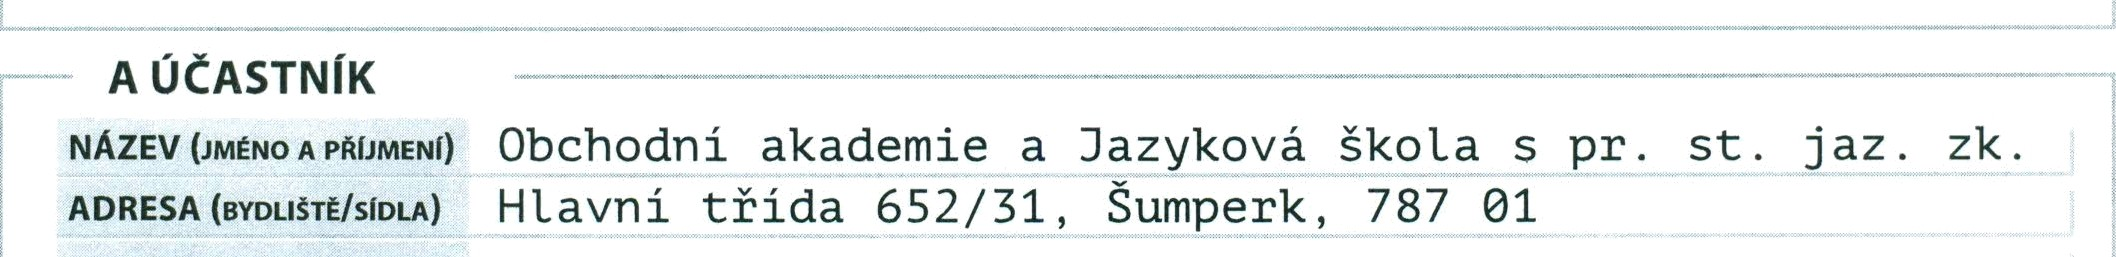 A ÚČASTNÍK
NÁZEV (JMÉNO A PŘÍJMENÍ) Obchodní akademie a Jazyková škola s pr. st. jaz. zk.
ADRESA (BYDLIŠTĚ/SÍDLA) Hlavní třída 652/31, Šumperk, 787 01